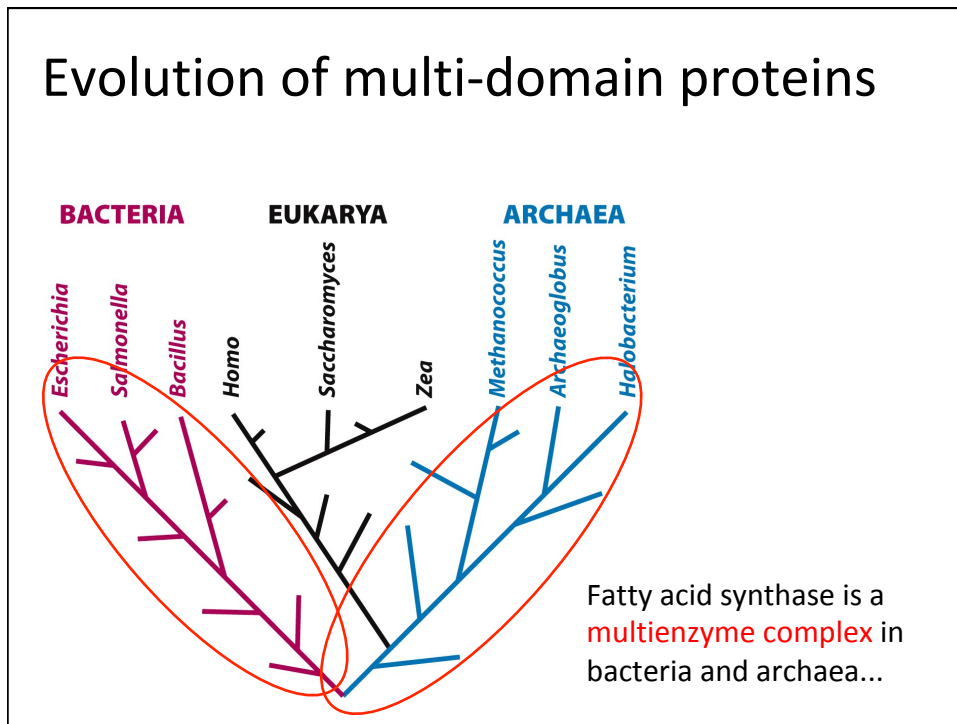 Evolution of multi-domain proteins
BACTERIA EUKARYA ARCHAEA
Escherichia
Salmonella
Bacillus
Homo
Saccharomyces
Zea
Methanococcus
Archaeoglobus
Halobacterium
Fatty acid synthase is a
multienzyme complex in
bacteria and archaea...